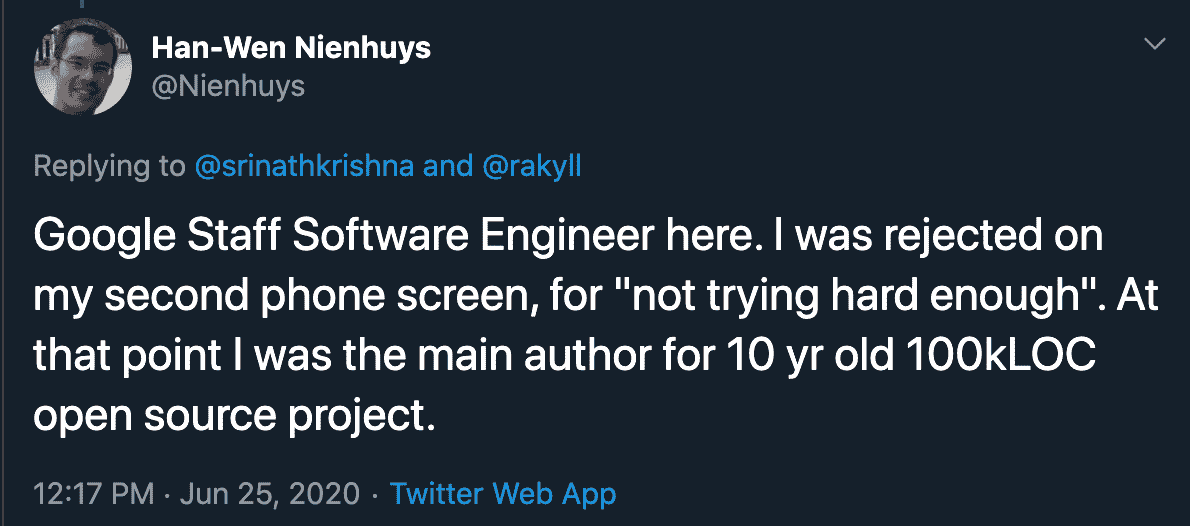 Han-Wen Nienhuys
@Nienhuys
Replying to @srinathkrishna and @rakyll
Google Staff Software Engineer here. I was rejected on
my second phone screen, for "not trying hard enough". At
that point I was the main author for 10 yr old 100kLOC
open source project.
12:17 PM · Jun 25, 2020 · Twitter Web App